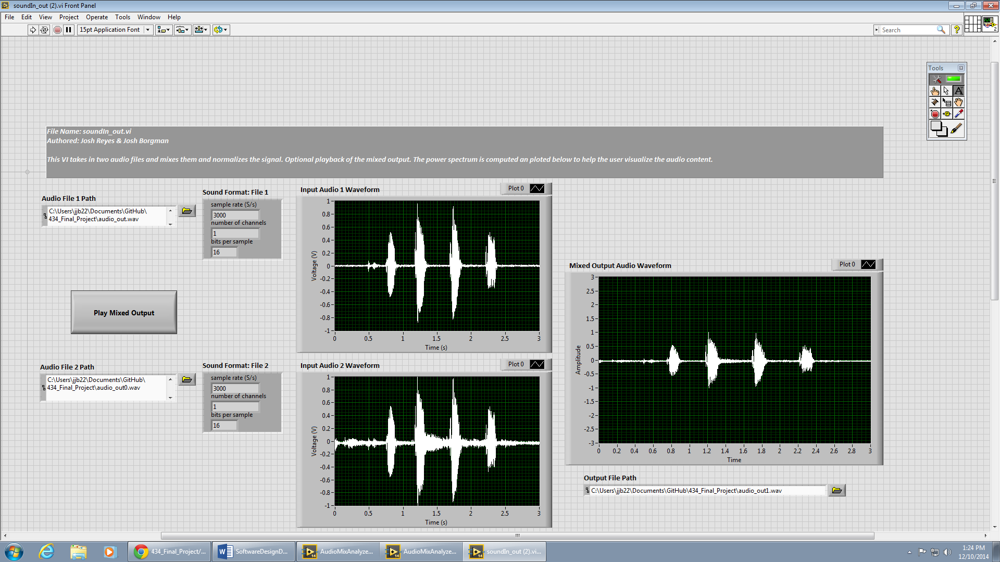 soundIn_out (2).vi Front Panel
File Edit View Project Operate Tools Window Help
15pt Application Font
Search
2
Tools
File Name: soundIn_out.vi
Authored: Josh Reyes & Josh Borgman
This VI takes in two audio files and mixes them and normalizes the signal. Optional playback of the mixed output. The power spectrum is computed an ploted below to help the user visualize the audio content.
Audio File 1 Path
C:\Users\jjb22\Documents\GitHub\
434_Final_Project\audio_out.wav
Sound Format: File 1
sample rate (S/s)
3000
number of channels
1
bits per sample
16
Input Audio 1 Waveform
Plot 0
Voltage (V)
1
0.8
0.6
0.4
0.2
0
-0.2
-0.4
-0.6
-0.8
-1
0 0.5 1 1.5 2 2.5 3
Time (s)
Play Mixed Output
Audio File 2 Path
C:\Users\jjb22\Documents\GitHub\
434_Final_Project\audio_out0.wav
Sound Format: File 2
sample rate (S/s)
3000
number of channels
1
bits per sample
16
Input Audio 2 Waveform
Plot 0
Voltage (V)
1
0.8
0.6
0.4
0.2
0
-0.2
-0.4
-0.6
-0.8
-1
0 0.5 1 1.5 2 2.5 3
Time (s)
Mixed Output Audio Waveform
Plot 0
Amplitude
3
2.5
2
1.5
1
0.5
0
-0.5
-1
-1.5
-2
-2.5
-3
0 0.2 0.4 0.6 0.8 1 1.2 1.4 1.6 1.8 2 2.2 2.4 2.6 2.8 3
Time
Output File Path
C:\Users\jjb22\Documents\GitHub\434_Final_Project\audio_out1.wav
434_Final_Project/...
SoftwareDesignD...
AudioMixAnalyze...
AudioMixAnalyze...
soundIn_out (2).vi...
1:24 PM
12/10/2014